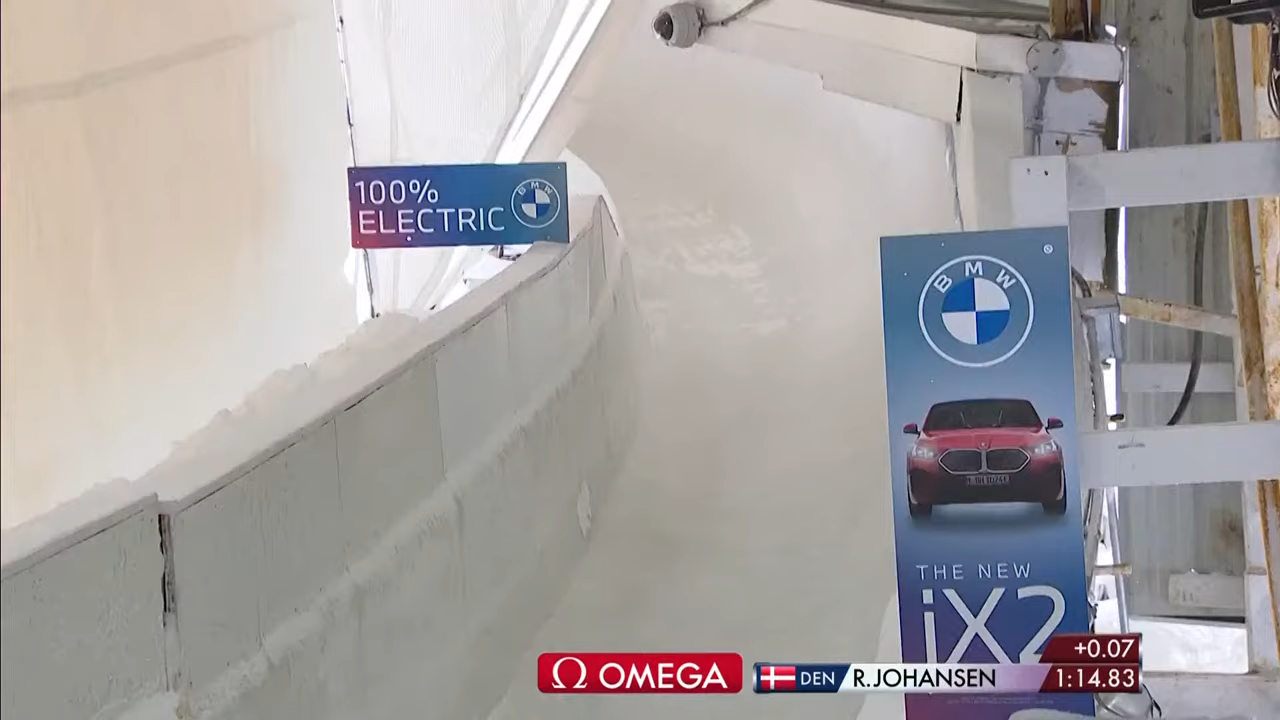 100%
ELECTRIC
BMW
BMW
THE NEW
iX2
Ω OMEGA
DEN R.JOHANSEN
+0.07
1:14.83